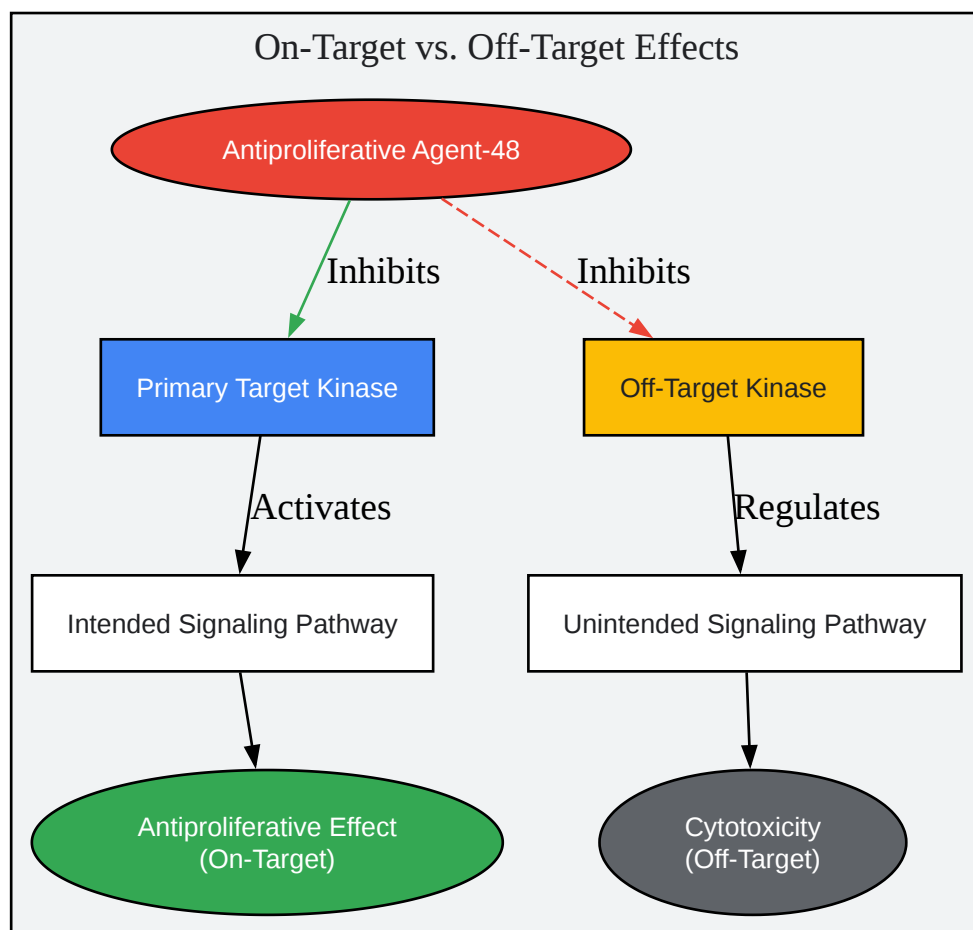 On-Target vs. Off-Target Effects
Antiproliferative Agent-48
Inhibits
Inhibits
Primary Target Kinase
Off-Target Kinase
Activates
Regulates
Intended Signaling Pathway
Unintended Signaling Pathway
Antiproliferative Effect
(On-Target)
Cytotoxicity
(Off-Target)